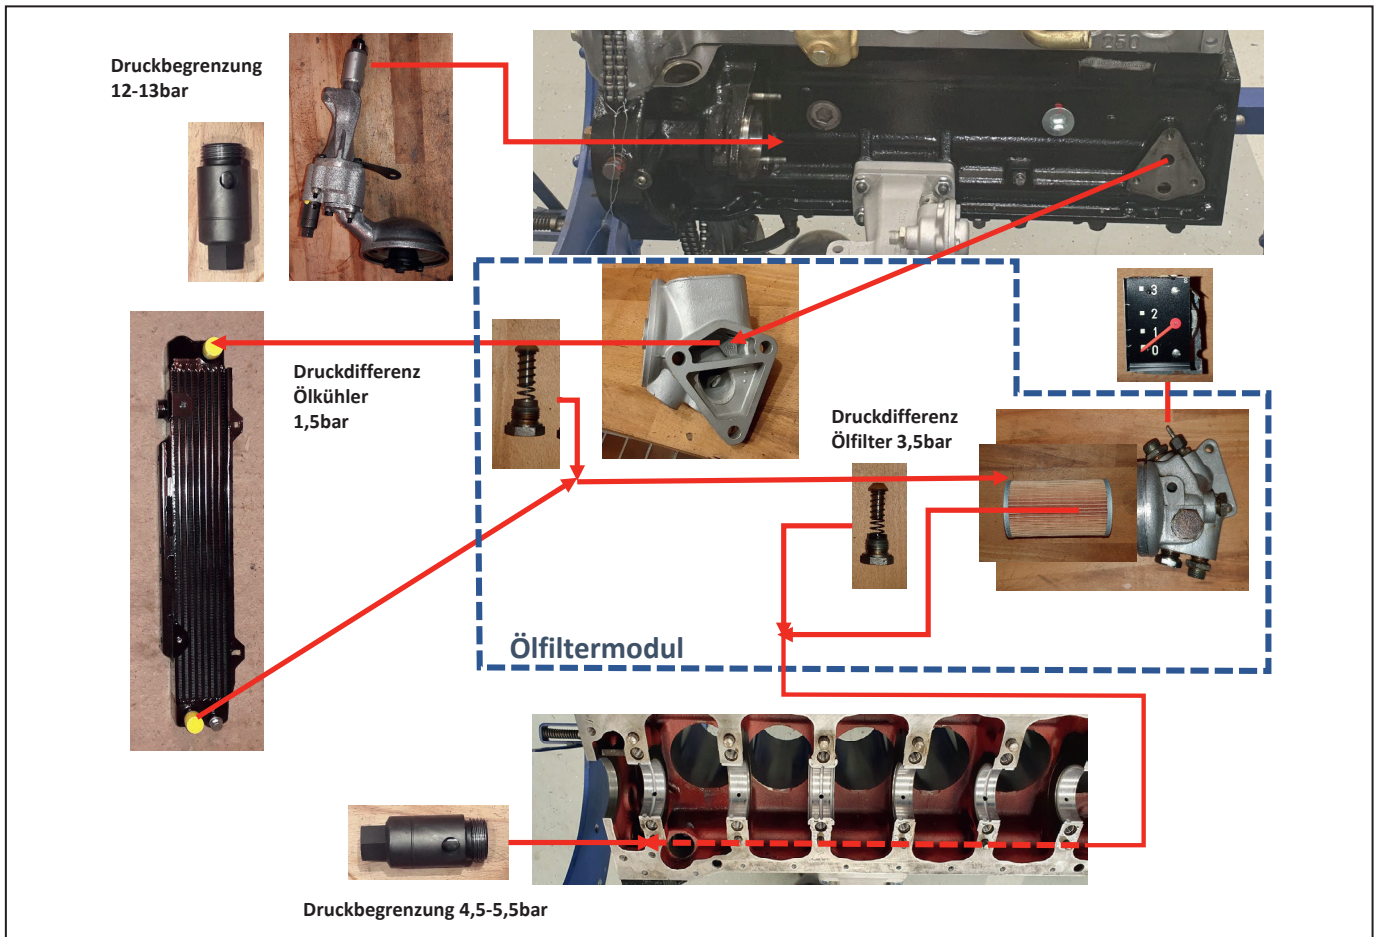 Druckbegrenzung
12-13bar
250
3
2
1
0
Druckdifferenz
Ölkühler
1,5bar
Druckdifferenz
Ölfilter 3,5bar
Ölfiltermodul
Druckbegrenzung 4,5-5,5bar